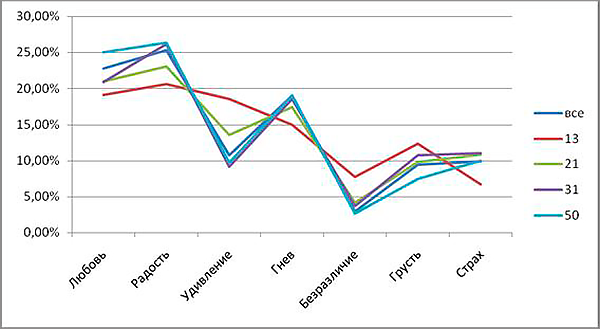 30,00%
25,00%
20,00%
15,00%
10,00%
5,00%
0,00%
Любовь
Радость
Удивление
Гнев
Безразличие
Грусть
Страх
все
13
21
31
50